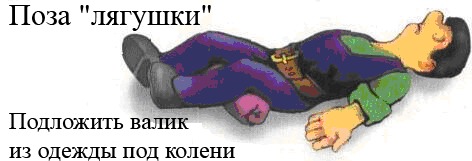 Поза "лягушки"
Подложить валик
из одежды под колени